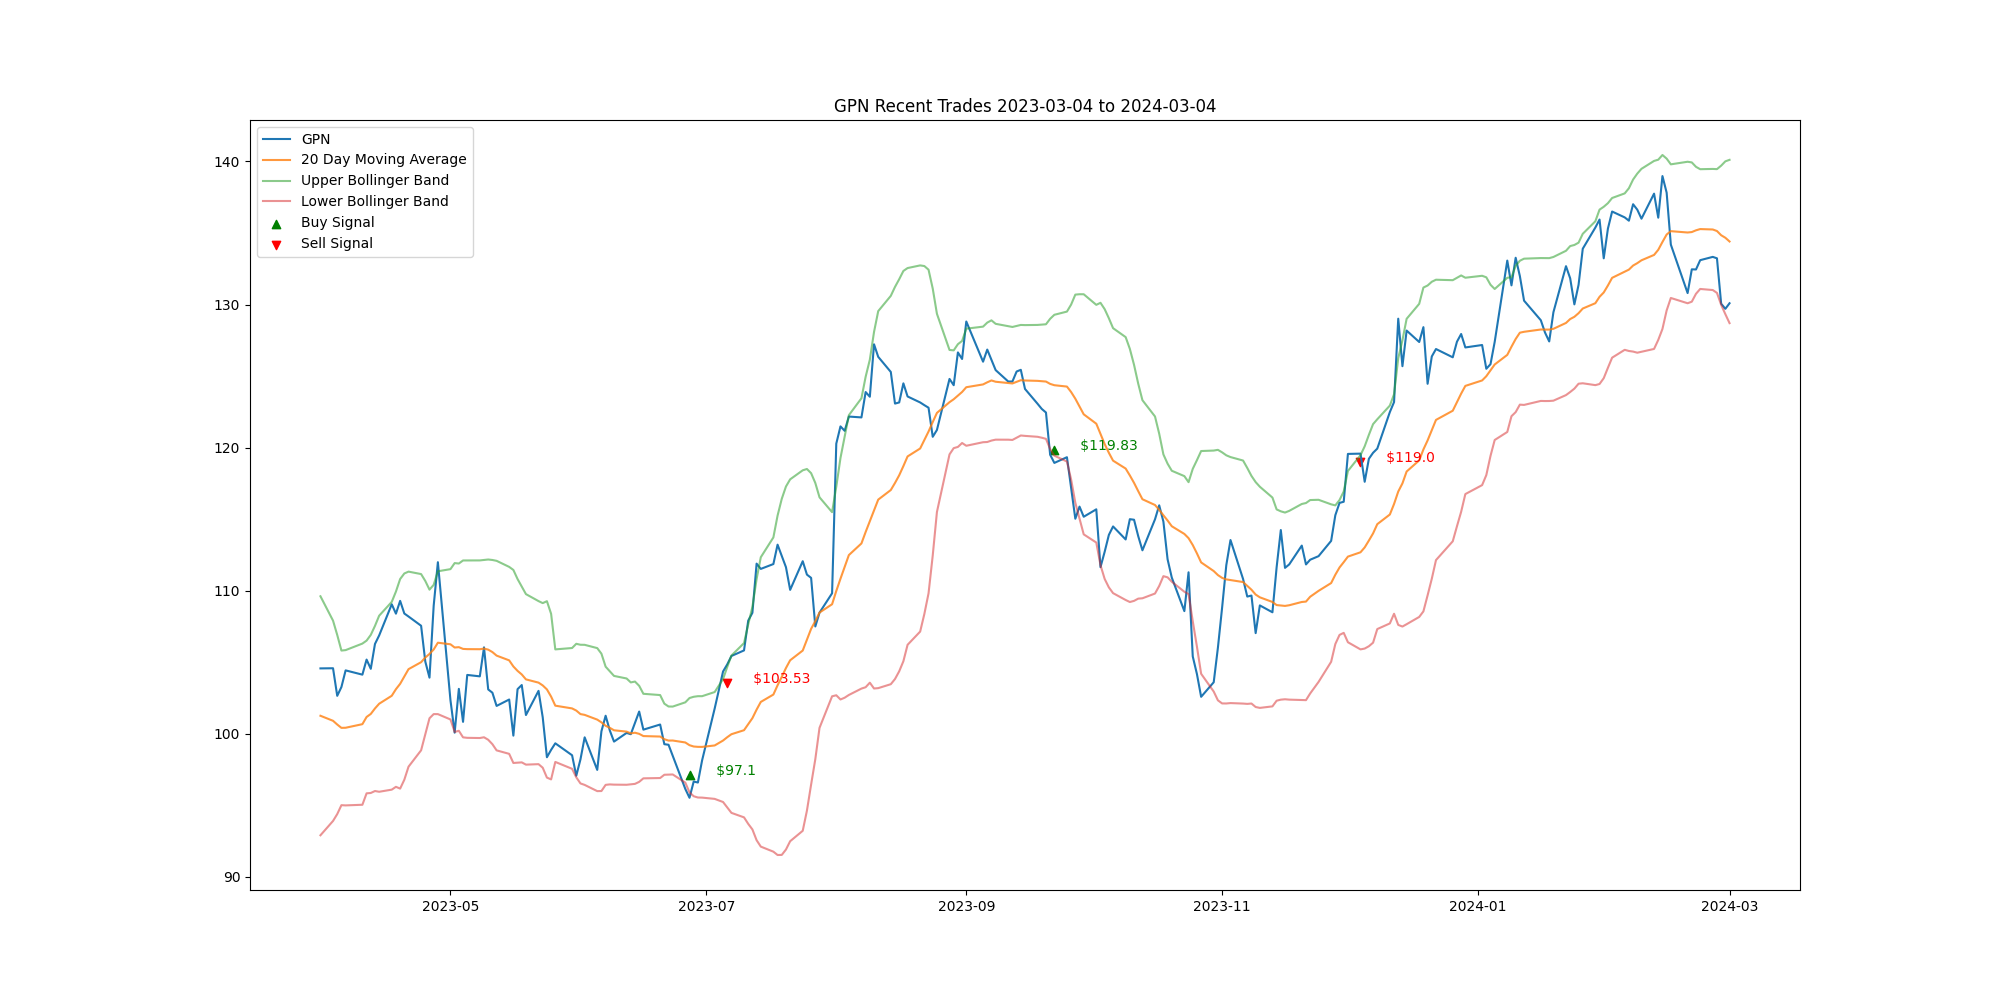 GPN Recent Trades 2023-03-04 to 2024-03-04
GPN
20 Day Moving Average
Upper Bollinger Band
Lower Bollinger Band
Buy Signal
Sell Signal
140
130
120
110
100
90
$119.83
$119.0
$103.53
$97.1
2023-05
2023-07
2023-09
2023-11
2024-01
2024-03